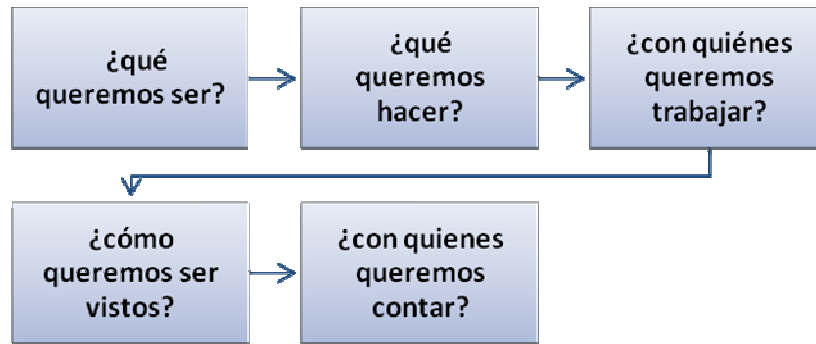 ¿qué
queremos ser?
¿qué
queremos
hacer?
¿con quiénes
queremos
trabajar?
¿cómo
queremos ser
vistos?
¿con quienes
queremos
contar?